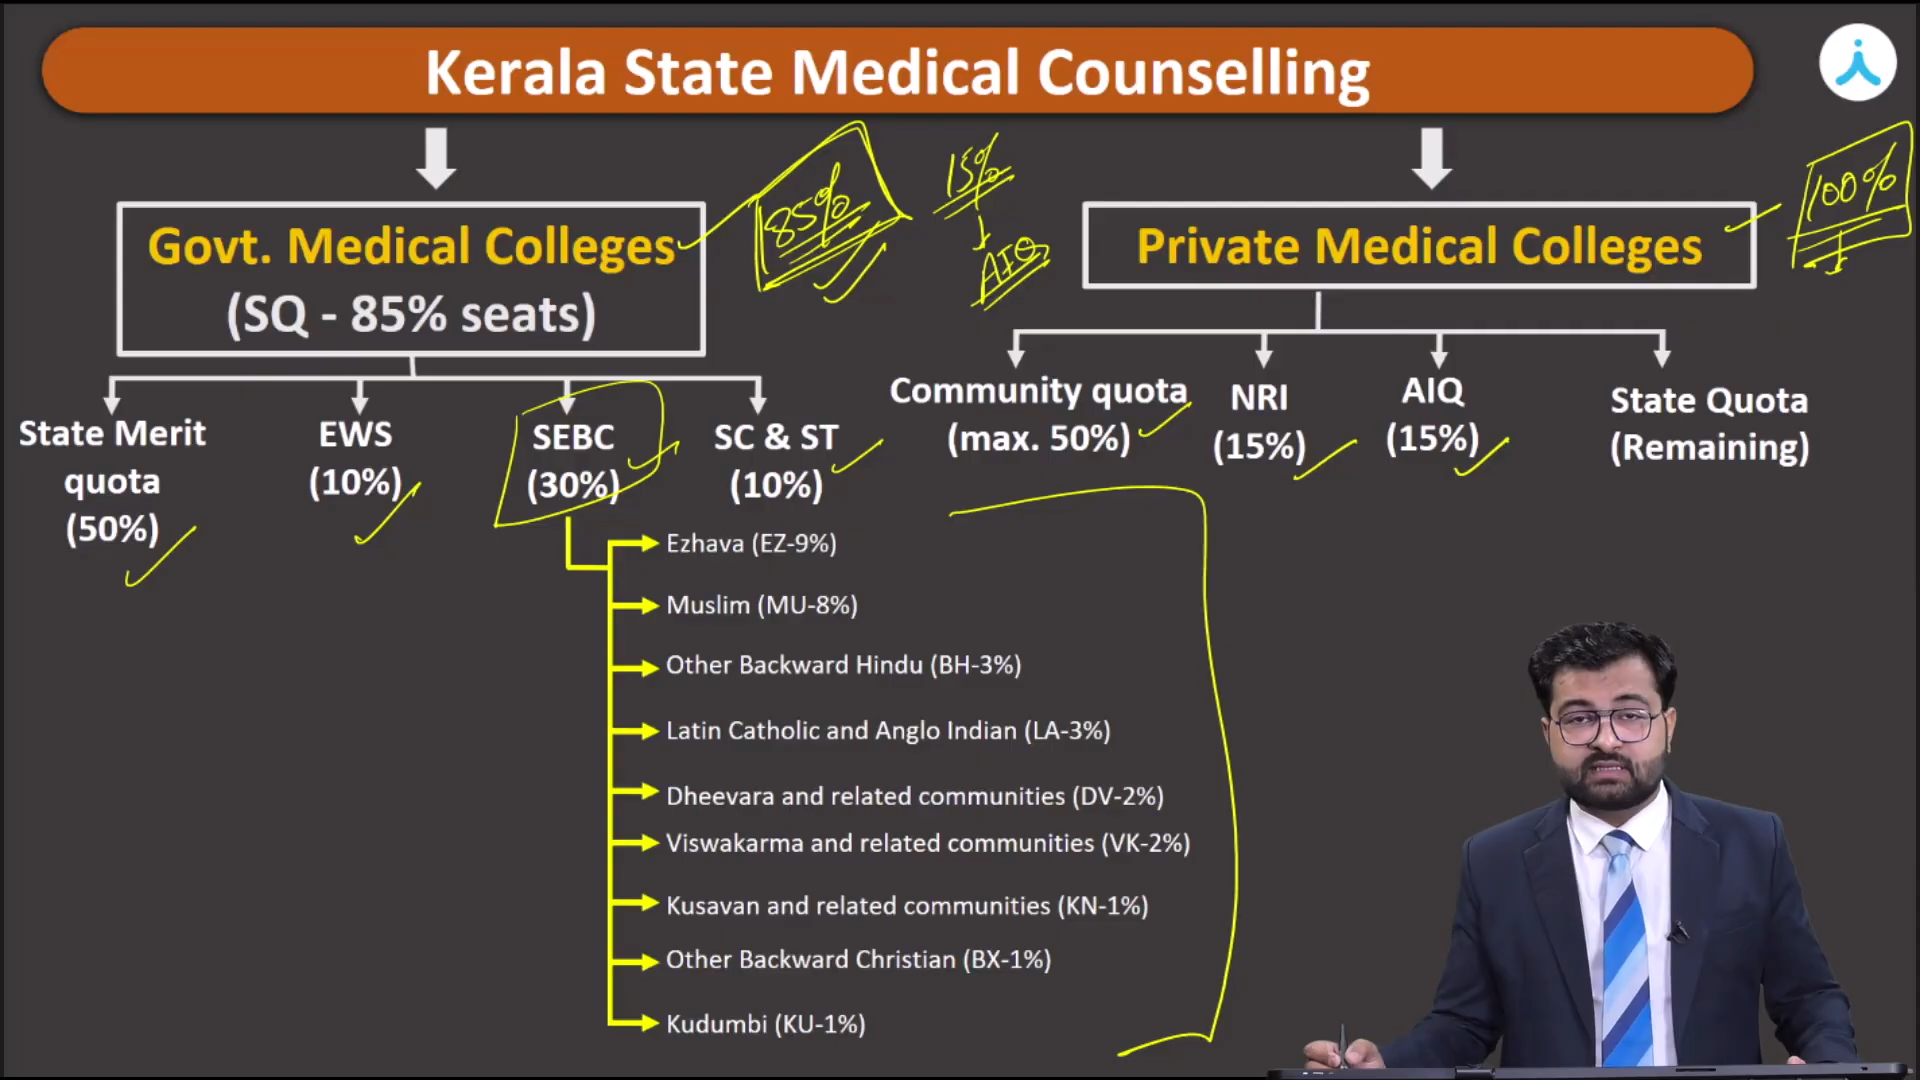 Kerala State Medical Counselling
Govt. Medical Colleges
(SQ - 85% seats)
85%
15%
AIQ
Private Medical Colleges
100%
State Merit
quota
(50%)
EWS
(10%)
SEBC
(30%)
SC & ST
(10%)
Community quota
(max. 50%)
NRI
(15%)
AIQ
(15%)
State Quota
(Remaining)
Ezhava (EZ-9%)
Muslim (MU-8%)
Other Backward Hindu (BH-3%)
Latin Catholic and Anglo Indian (LA-3%)
Dheevara and related communities (DV-2%)
Viswakarma and related communities (VK-2%)
Kusavan and related communities (KN-1%)
Other Backward Christian (BX-1%)
Kudumbi (KU-1%)